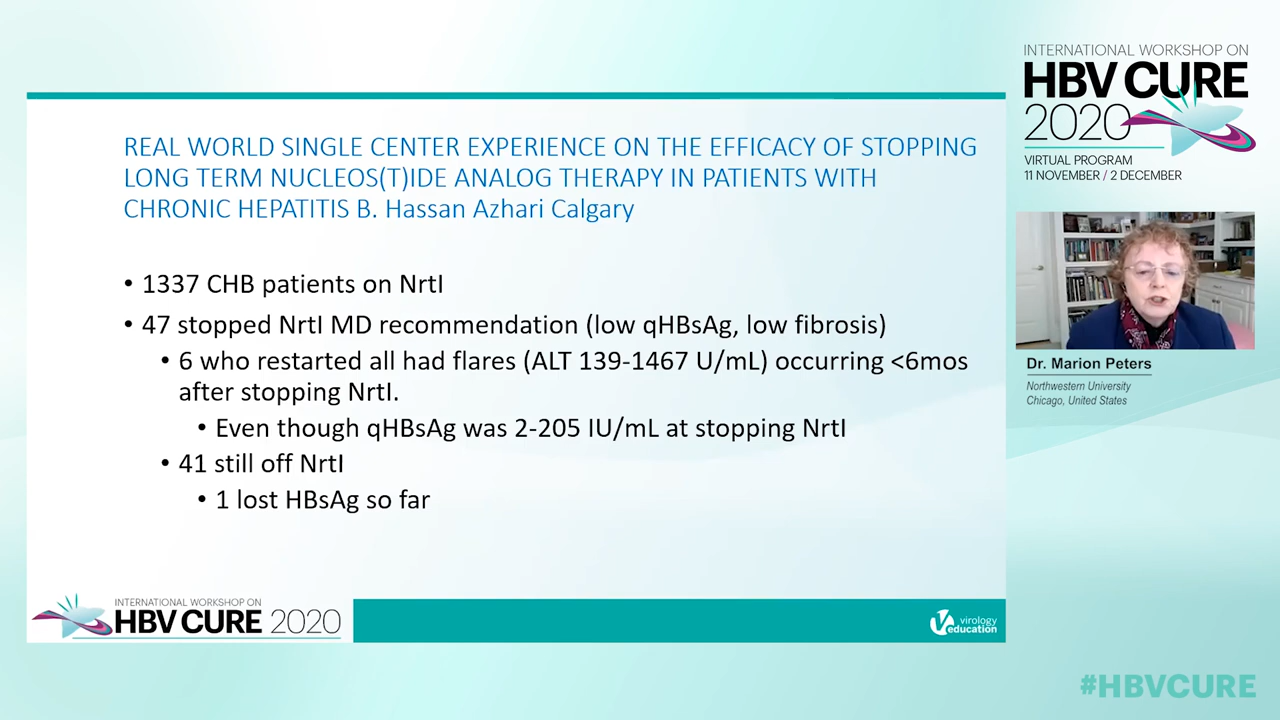 REAL WORLD SINGLE CENTER EXPERIENCE ON THE EFFICACY OF STOPPING
LONG TERM NUCLEOS(T)IDE ANALOG THERAPY IN PATIENTS WITH
CHRONIC HEPATITIS B. Hassan Azhari Calgary
• 1337 CHB patients on NrtI
• 47 stopped NrtI MD recommendation (low qHBsAg, low fibrosis)
• 6 who restarted all had flares (ALT 139-1467 U/mL) occurring <6mos
after stopping NrtI.
• Even though qHBsAg was 2-205 IU/mL at stopping NrtI
• 41 still off NrtI
• 1 lost HBsAg so far
INTERNATIONAL WORKSHOP ON
HBV CURE 2020
virology
education
INTERNATIONAL WORKSHOP ON
HBV CURE
2020
VIRTUAL PROGRAM
11 NOVEMBER / 2 DECEMBER
Dr. Marion Peters
Northwestern University
Chicago, United States
#HBVCURE